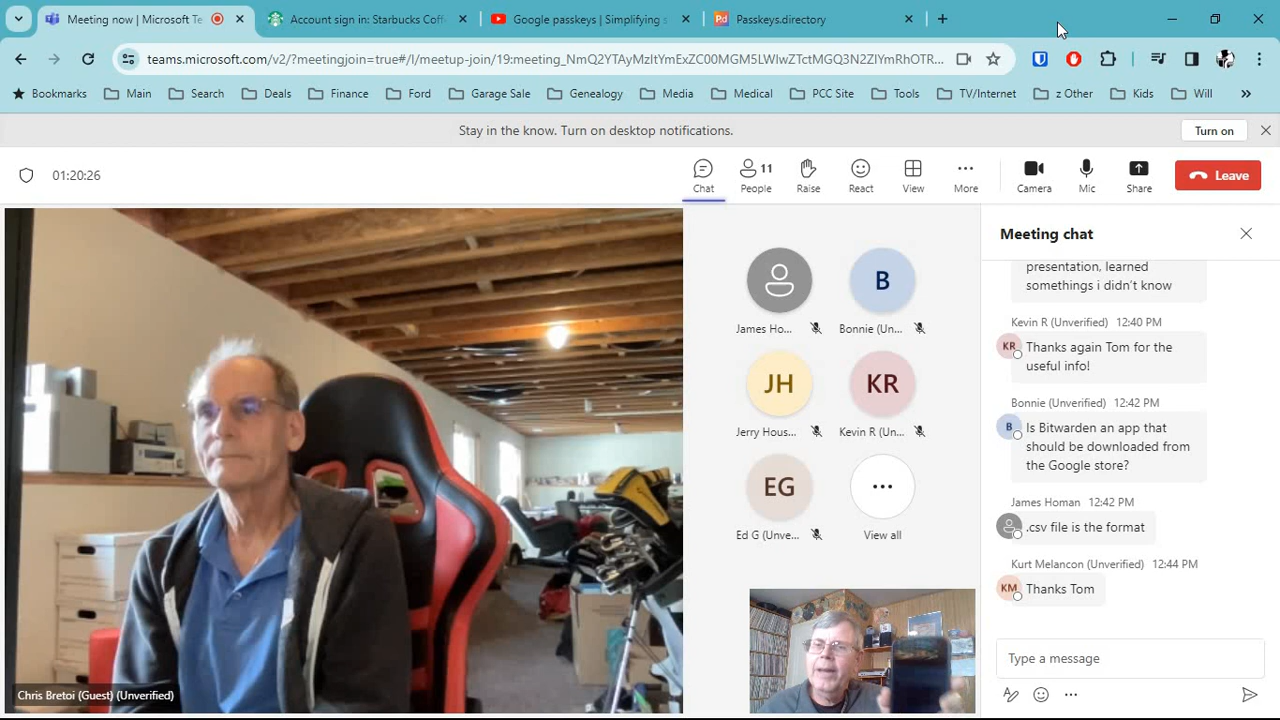 Meeting now | Microsoft Te
Account sign in: Starbucks Coff
Google passkeys | Simplifying s
Passkeys.directory
teams.microsoft.com/v2/?meetingjoin=true#/l/meetup-join/19:meeting_NmQ2YTAyMzItYmExZC00MGM5LWIwZTctMGQ3N2ZlYmRhOTR...
Bookmarks
Main
Search
Deals
Finance
Ford
Garage Sale
Genealogy
Media
Medical
PCC Site
Tools
TV/Internet
z Other
Kids
Will
»
Stay in the know. Turn on desktop notifications.
Turn on
01:20:26
Chat
11
People
Raise
React
View
More
Camera
Mic
Share
Leave
Chris Bretoi (Guest) (Unverified)
James Ho...
B
Bonnie (Un...
JH
Jerry Hous...
KR
Kevin R (Un...
EG
Ed G (Unve...
View all
Meeting chat
presentation, learned
somethings i didn't know
Kevin R (Unverified) 12:40 PM
KR
Thanks again Tom for the
useful info!
Bonnie (Unverified) 12:42 PM
B
Is Bitwarden an app that
should be downloaded from
the Google store?
James Homan 12:42 PM
.csv file is the format
Kurt Melancon (Unverified) 12:44 PM
KM
Thanks Tom
Type a message